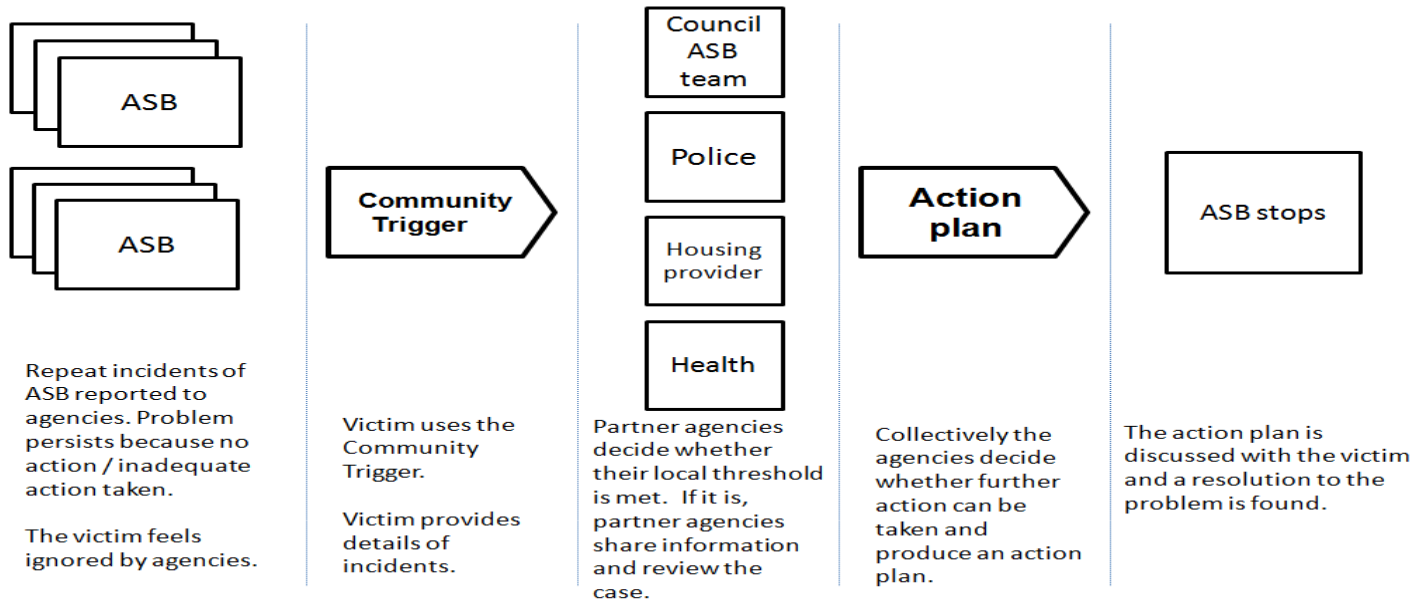 ASB
ASB
Repeat incidents of
ASB reported to
agencies. Problem
persists because no
action / inadequate
action taken.
The victim feels
ignored by agencies.
Community
Trigger
Victim uses the
Community
Trigger.
Victim provides
details of
incidents.
Council
ASB
team
Police
Housing
provider
Health
Partner agencies
decide whether
their local threshold
is met.  If it is,
partner agencies
share information
and review the
case.
Action
plan
Collectively the
agencies decide
whether further
action can be
taken and
produce an action
plan.
ASB stops
The action plan is
discussed with the victim
and a resolution to the
problem is found.